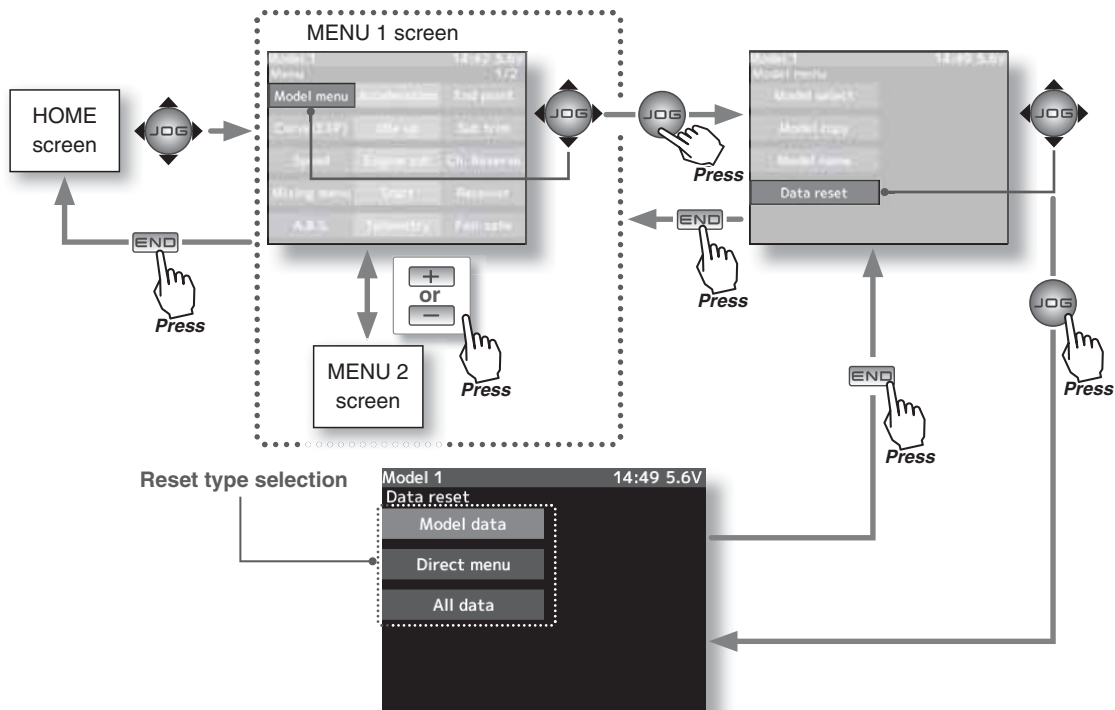 MENU 1 screen
HOME
screen
JOG
END
Press
Model 1 14:49 5.6V
Menu 1/2
Model menu Acceleration End point
Curve (EXP) Idle up Sub trim
Speed Engine cut Ch. Reverse
Mixing menu Start Receiver
A.B.S. Telemetry Fail safe
JOG
+
or
−
Press
MENU 2
screen
JOG
Press
END
Press
Model 1 14:49 5.6V
Model menu
Model select
Model copy
Model name
Data reset
JOG
JOG
Press
END
Press
Reset type selection
Model 1 14:49 5.6V
Data reset
Model data
Direct menu
All data